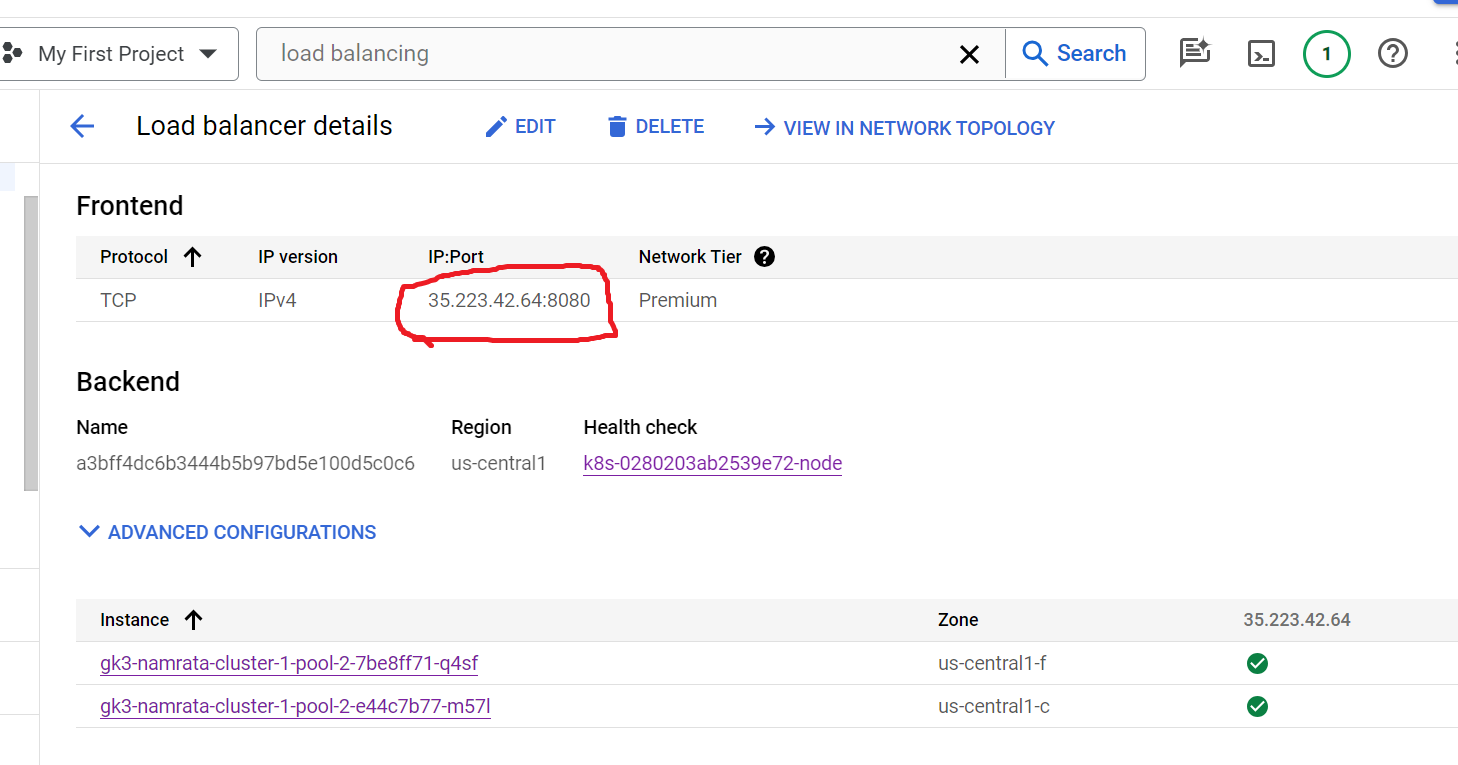 My First Project load balancing Search 1
Load balancer details EDIT DELETE VIEW IN NETWORK TOPOLOGY
Frontend
Protocol IP version IP:Port Network Tier
TCP IPv4 35.223.42.64:8080 Premium
Backend
Name Region Health check
a3bff4dc6b3444b5b97bd5e100d5c0c6 us-central1 k8s-0280203ab2539e72-node
ADVANCED CONFIGURATIONS
Instance Zone 35.223.42.64
gk3-namrata-cluster-1-pool-2-7be8ff71-q4sf us-central1-f
gk3-namrata-cluster-1-pool-2-e44c7b77-m57l us-central1-c